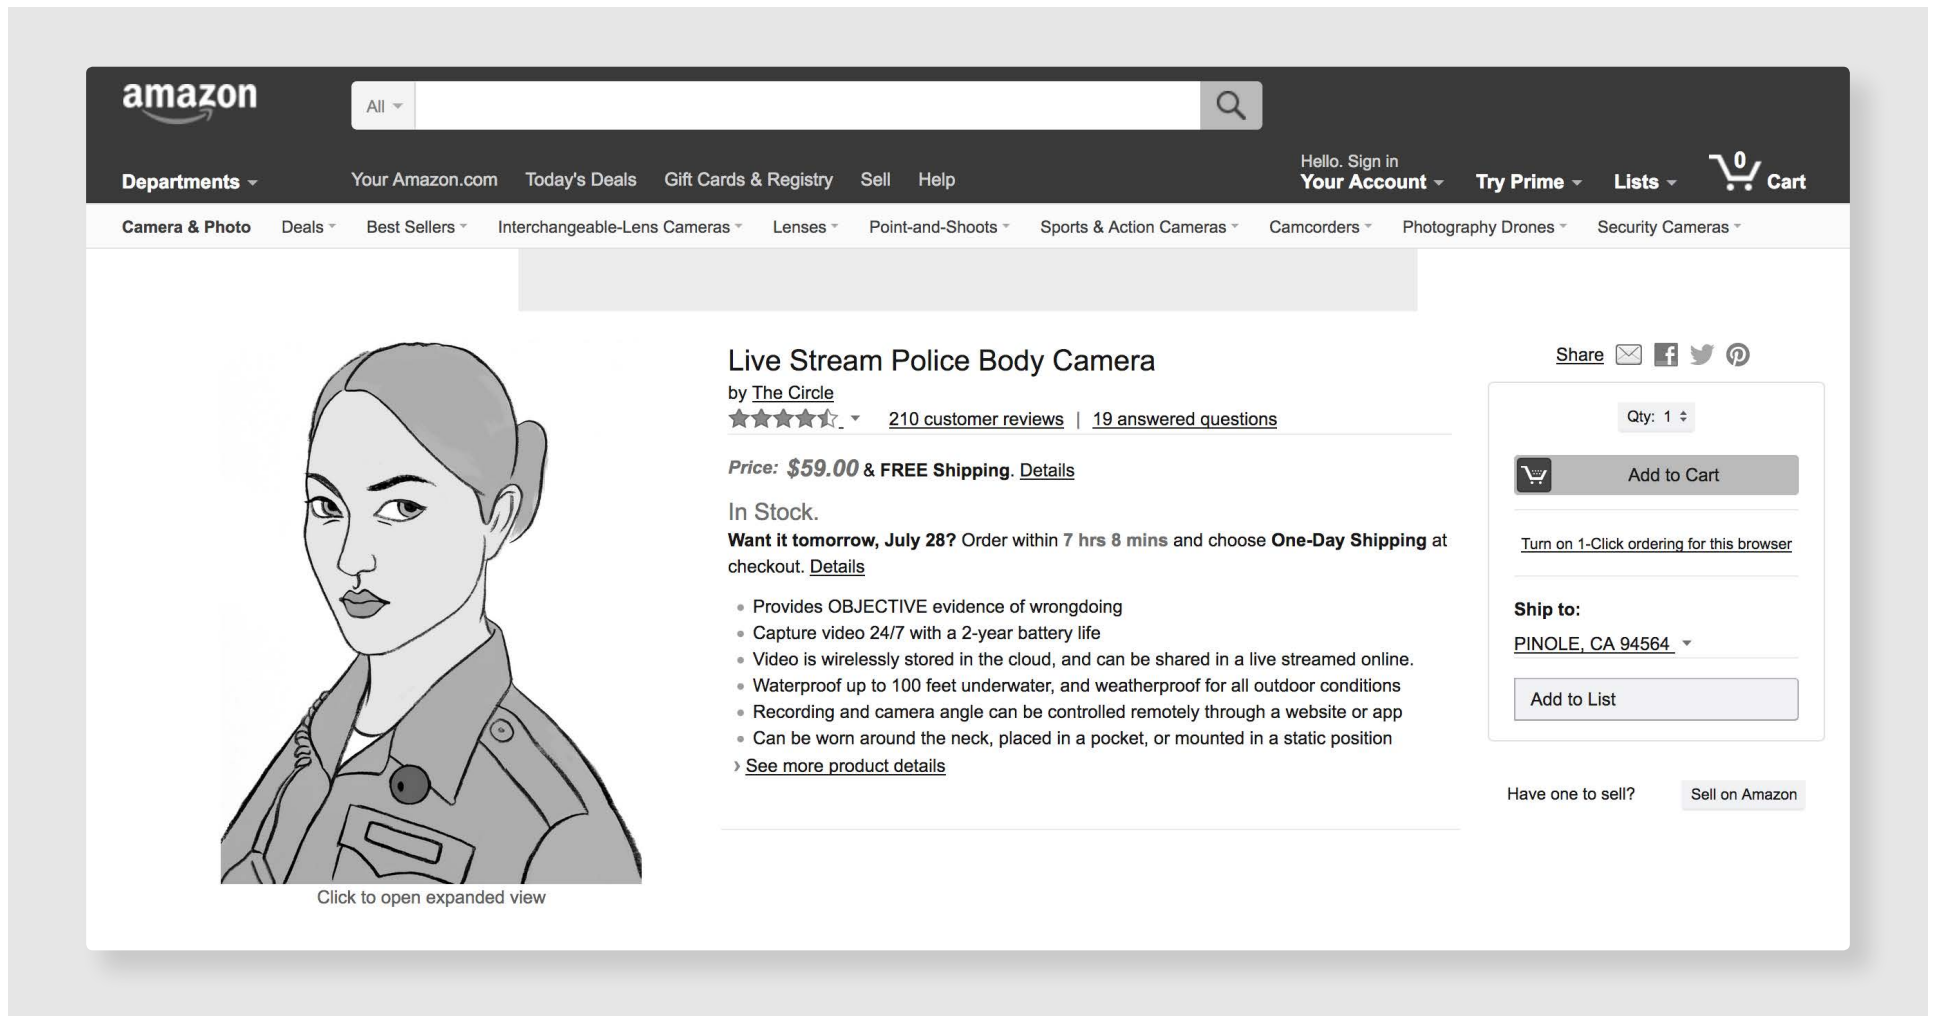 amazon
All
Hello. Sign in
Departments Your Amazon.com Today's Deals Gift Cards & Registry Sell Help Your Account Try Prime Lists 0 Cart
Camera & Photo Deals Best Sellers Interchangeable-Lens Cameras Lenses Point-and-Shoots Sports & Action Cameras Camcorders Photography Drones Security Cameras
Live Stream Police Body Camera
by The Circle
210 customer reviews | 19 answered questions
Price: $59.00 & FREE Shipping. Details
In Stock.
Want it tomorrow, July 28? Order within 7 hrs 8 mins and choose One-Day Shipping at
checkout. Details
• Provides OBJECTIVE evidence of wrongdoing
• Capture video 24/7 with a 2-year battery life
• Video is wirelessly stored in the cloud, and can be shared in a live streamed online.
• Waterproof up to 100 feet underwater, and weatherproof for all outdoor conditions
• Recording and camera angle can be controlled remotely through a website or app
• Can be worn around the neck, placed in a pocket, or mounted in a static position
› See more product details
Click to open expanded view
Share
Qty: 1
Add to Cart
Turn on 1-Click ordering for this browser
Ship to:
PINOLE, CA 94564
Add to List
Have one to sell? Sell on Amazon